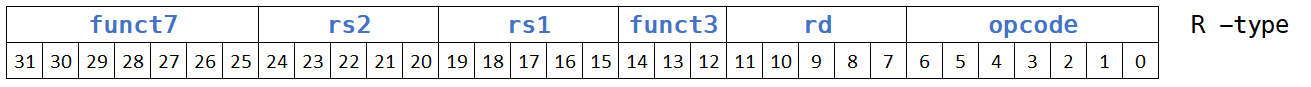 funct7 rs2 rs1 funct3 rd opcode R –type
31 30 29 28 27 26 25 24 23 22 21 20 19 18 17 16 15 14 13 12 11 10 9 8 7 6 5 4 3 2 1 0